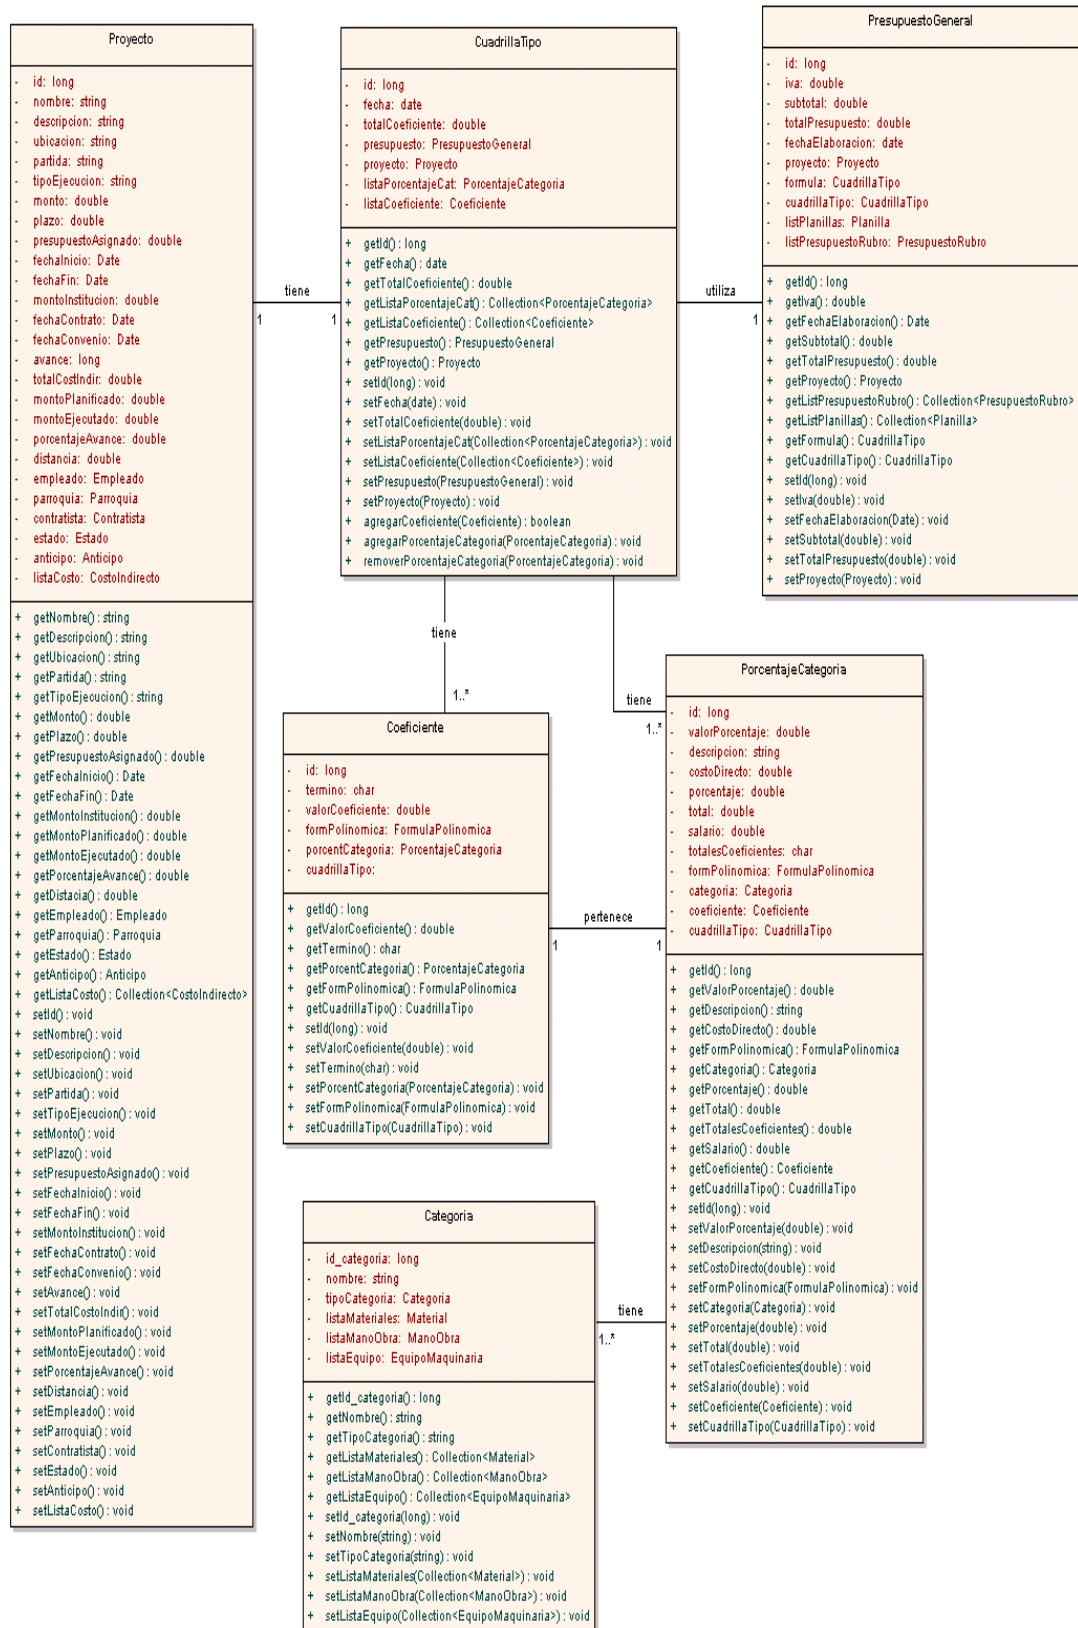 Proyecto
- id: long
- nombre: string
- descripcion: string
- ubicacion: string
- partida: string
- tipoEjecucion: string
- monto: double
- plazo: double
- presupuestoAsignado: double
- fechaInicio: Date
- fechaFin: Date
- montoInstitucion: double
- fechaContrato: Date
- fechaConvenio: Date
- avance: long
- totalCostIndir: double
- montoPlanificado: double
- montoEjecutado: double
- porcentajeAvance: double
- distancia: double
- empleado: Empleado
- parroquia: Parroquia
- contratista: Contratista
- estado: Estado
- anticipo: Anticipo
- listaCosto: CostoIndirecto
+ getNombre() : string
+ getDescripcion() : string
+ getUbicacion() : string
+ getPartida() : string
+ getTipoEjecucion() : string
+ getMonto() : double
+ getPlazo() : double
+ getPresupuestoAsignado() : double
+ getFechaInicio() : Date
+ getFechaFin() : Date
+ getMontoInstitucion() : double
+ getMontoPlanificado() : double
+ getMontoEjecutado() : double
+ getPorcentajeAvance() : double
+ getDistacia() : double
+ getEmpleado() : Empleado
+ getParroquia() : Parroquia
+ getEstado() : Estado
+ getAnticipo() : Anticipo
+ getListaCosto() : Collection<CostoIndirecto>
+ setId() : void
+ setNombre() : void
+ setDescripcion() : void
+ setUbicacion() : void
+ setPartida() : void
+ setTipoEjecucion() : void
+ setMonto() : void
+ setPlazo() : void
+ setPresupuestoAsignado() : void
+ setFechaInicio() : void
+ setFechaFin() : void
+ setMontoInstitucion() : void
+ setFechaContrato() : void
+ setFechaConvenio() : void
+ setAvance() : void
+ setTotalCostoIndir() : void
+ setMontoPlanificado() : void
+ setMontoEjecutado() : void
+ setPorcentajeAvance() : void
+ setDistancia() : void
+ setEmpleado() : void
+ setParroquia() : void
+ setContratista() : void
+ setEstado() : void
+ setAnticipo() : void
+ setListaCosto() : void
tiene
1
1
CuadrillaTipo
- id: long
- fecha: date
- totalCoeficiente: double
- presupuesto: PresupuestoGeneral
- proyecto: Proyecto
- listaPorcentajeCat: PorcentajeCategoria
- listaCoeficiente: Coeficiente
+ getId() : long
+ getFecha() : date
+ getTotalCoeficiente() : double
+ getListaPorcentajeCat() : Collection<PorcentajeCategoria>
+ getListaCoeficiente() : Collection<Coeficiente>
+ getPresupuesto() : PresupuestoGeneral
+ getProyecto() : Proyecto
+ setId(long) : void
+ setFecha(date) : void
+ setTotalCoeficiente(double) : void
+ setListaPorcentajeCat(Collection<PorcentajeCategoria>) : void
+ setListaCoeficiente(Collection<Coeficiente>) : void
+ setPresupuesto(PresupuestoGeneral) : void
+ setProyecto(Proyecto) : void
+ agregarCoeficiente(Coeficiente) : boolean
+ agregarPorcentajeCategoria(PorcentajeCategoria) : void
+ removerPorcentajeCategoria(PorcentajeCategoria) : void
utiliza
1
PresupuestoGeneral
- id: long
- iva: double
- subtotal: double
- totalPresupuesto: double
- fechaElaboracion: date
- proyecto: Proyecto
- formula: CuadrillaTipo
- cuadrillaTipo: CuadrillaTipo
- listPlanillas: Planilla
- listPresupuestoRubro: PresupuestoRubro
+ getId() : long
+ getIva() : double
+ getFechaElaboracion() : Date
+ getSubtotal() : double
+ getTotalPresupuesto() : double
+ getProyecto() : Proyecto
+ getListPresupuestoRubro() : Collection<PresupuestoRubro>
+ getListPlanillas() : Collection<Planilla>
+ getFormula() : CuadrillaTipo
+ getCuadrillaTipo() : CuadrillaTipo
+ setId(long) : void
+ setIva(double) : void
+ setFechaElaboracion(Date) : void
+ setSubtotal(double) : void
+ setTotalPresupuesto(double) : void
+ setProyecto(Proyecto) : void
tiene
1..*
tiene
1..*
Coeficiente
- id: long
- termino: char
- valorCoeficiente: double
- formPolinomica: FormulaPolinomica
- porcentCategoria: PorcentajeCategoria
- cuadrillaTipo:
+ getId() : long
+ getValorCoeficiente() : double
+ getTermino() : char
+ getPorcentCategoria() : PorcentajeCategoria
+ getFormPolinomica() : FormulaPolinomica
+ getCuadrillaTipo() : CuadrillaTipo
+ setId(long) : void
+ setValorCoeficiente(double) : void
+ setTermino(char) : void
+ setPorcentCategoria(PorcentajeCategoria) : void
+ setFormPolinomica(FormulaPolinomica) : void
+ setCuadrillaTipo(CuadrillaTipo) : void
pertenece
1
1
PorcentajeCategoria
- id: long
- valorPorcentaje: double
- descripcion: string
- costoDirecto: double
- porcentaje: double
- total: double
- salario: double
- totalesCoeficientes: char
- formPolinomica: FormulaPolinomica
- categoria: Categoria
- coeficiente: Coeficiente
- cuadrillaTipo: CuadrillaTipo
+ getId() : long
+ getValorPorcentaje() : double
+ getDescripcion() : string
+ getCostoDirecto() : double
+ getFormPolinomica() : FormulaPolinomica
+ getCategoria() : Categoria
+ getPorcentaje() : double
+ getTotal() : double
+ getTotalesCoeficientes() : double
+ getSalario() : double
+ getCoeficiente() : Coeficiente
+ getCuadrillaTipo() : CuadrillaTipo
+ setId(long) : void
+ setValorPorcentaje(double) : void
+ setDescripcion(string) : void
+ setCostoDirecto(double) : void
+ setFormPolinomica(FormulaPolinomica) : void
+ setCategoria(Categoria) : void
+ setPorcentaje(double) : void
+ setTotal(double) : void
+ setTotalesCoeficientes(double) : void
+ setSalario(double) : void
+ setCoeficiente(Coeficiente) : void
+ setCuadrillaTipo(CuadrillaTipo) : void
Categoria
- id_categoria: long
- nombre: string
- tipoCategoria: Categoria
- listaMateriales: Material
- listaManoObra: ManoObra
- listaEquipo: EquipoMaquinaria
+ getId_categoria() : long
+ getNombre() : string
+ getTipoCategoria() : string
+ getListaMateriales() : Collection<Material>
+ getListaManoObra() : Collection<ManoObra>
+ getListaEquipo() : Collection<EquipoMaquinaria>
+ setId_categoria(long) : void
+ setNombre(string) : void
+ setTipoCategoria(string) : void
+ setListaMateriales(Collection<Material>) : void
+ setListaManoObra(Collection<ManoObra>) : void
+ setListaEquipo(Collection<EquipoMaquinaria>) : void
tiene
1..*